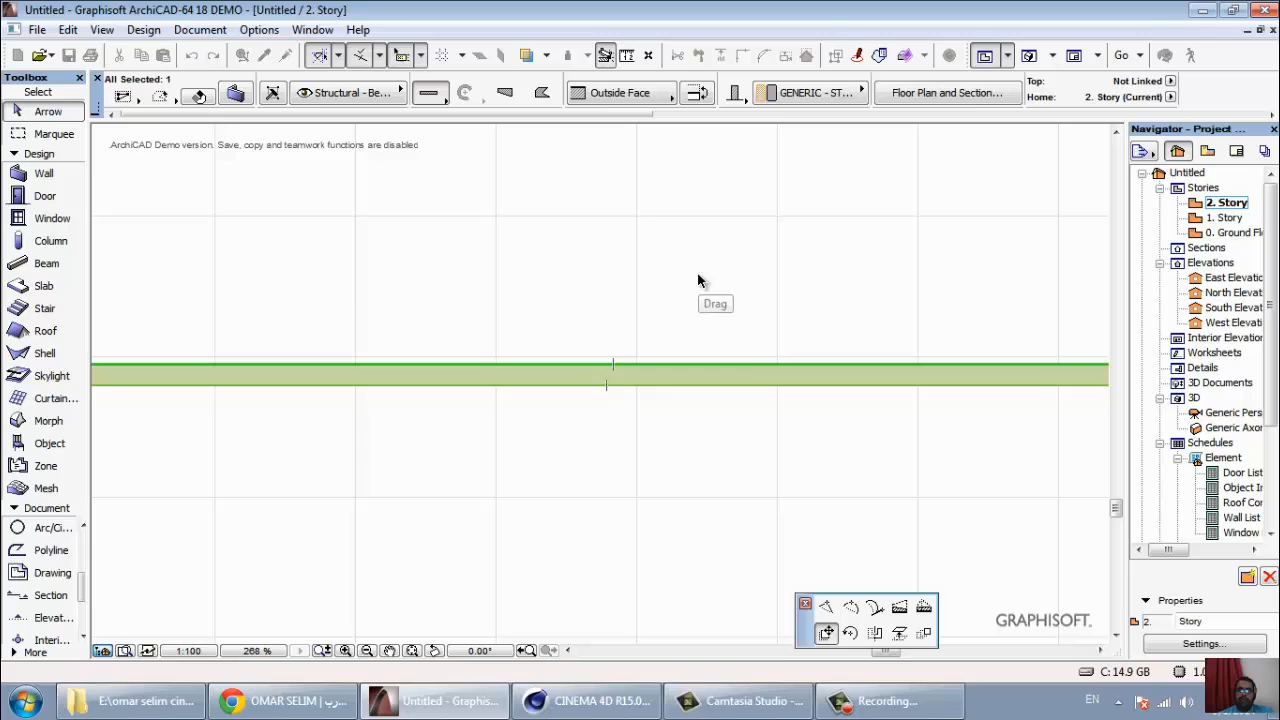 Untitled - Graphisoft ArchiCAD-64 18 DEMO - [Untitled / 2. Story]
File Edit View Design Document Options Window Help
Go
Toolbox
Select
Arrow
Marquee
Design
Wall
Door
Window
Column
Beam
Slab
Stair
Roof
Shell
Skylight
Curtain...
Morph
Object
Zone
Mesh
Document
Arc/Ci...
Polyline
Drawing
Section
Elevat...
Interi...
More
All Selected: 1
Structural - Be...
Outside Face
GENERIC - ST...
Floor Plan and Section...
Top: Not Linked
Home: 2. Story (Current)
ArchiCAD Demo version. Save, copy and teamwork functions are disabled
Drag
GRAPHISOFT.
1:100
268 %
0.00°
Navigator - Project ...
Untitled
Stories
2. Story
1. Story
0. Ground Fl
Sections
Elevations
East Elevatio
North Elevat
South Elevat
West Elevati
Interior Elevation
Worksheets
Details
3D Documents
3D
Generic Pers
Generic Axon
Schedules
Element
Door List
Object In
Roof Con
Wall List
Window
Properties
2. Story
Settings...
C: 14.9 GB
E:\omar selim cin...
OMAR SELIM | ...
Untitled - Graphis...
CINEMA 4D R15.0...
Camtasia Studio -...
Recording...
EN